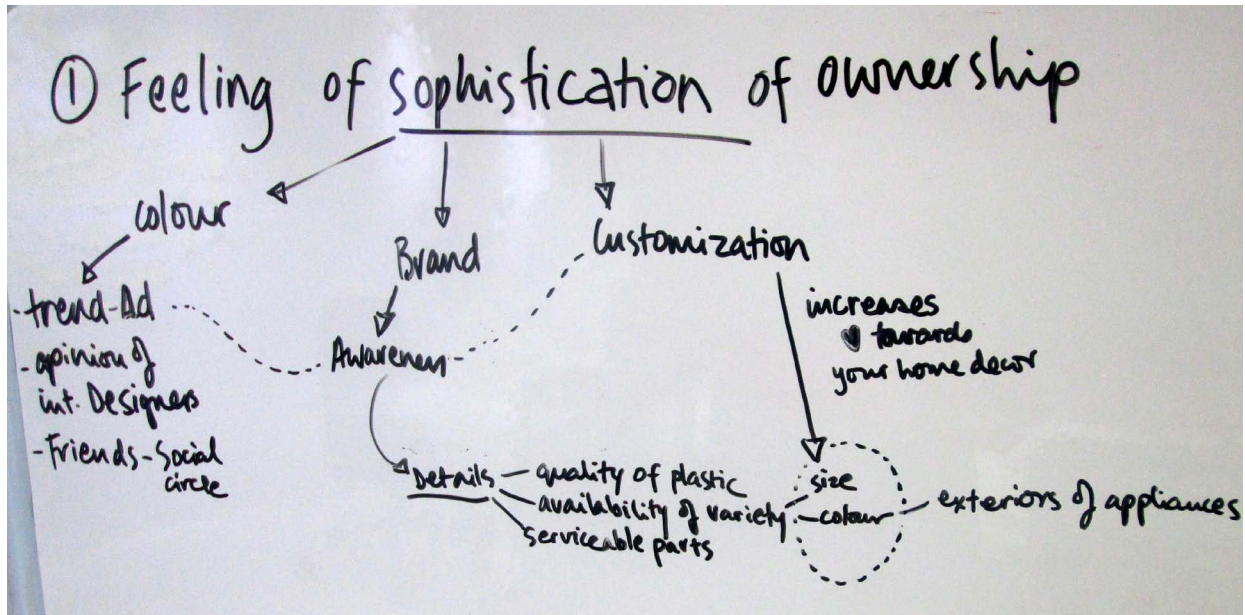 ① Feeling of sophistication of ownership
colour
Brand
Customization
-trend-Ad
-opinion of
int. Designers
-Friends-Social
circle
Awareness
increases
♥ towards
your home decor
Details
quality of plastic
availability of variety
serviceable parts
size
colour
exteriors of appliances